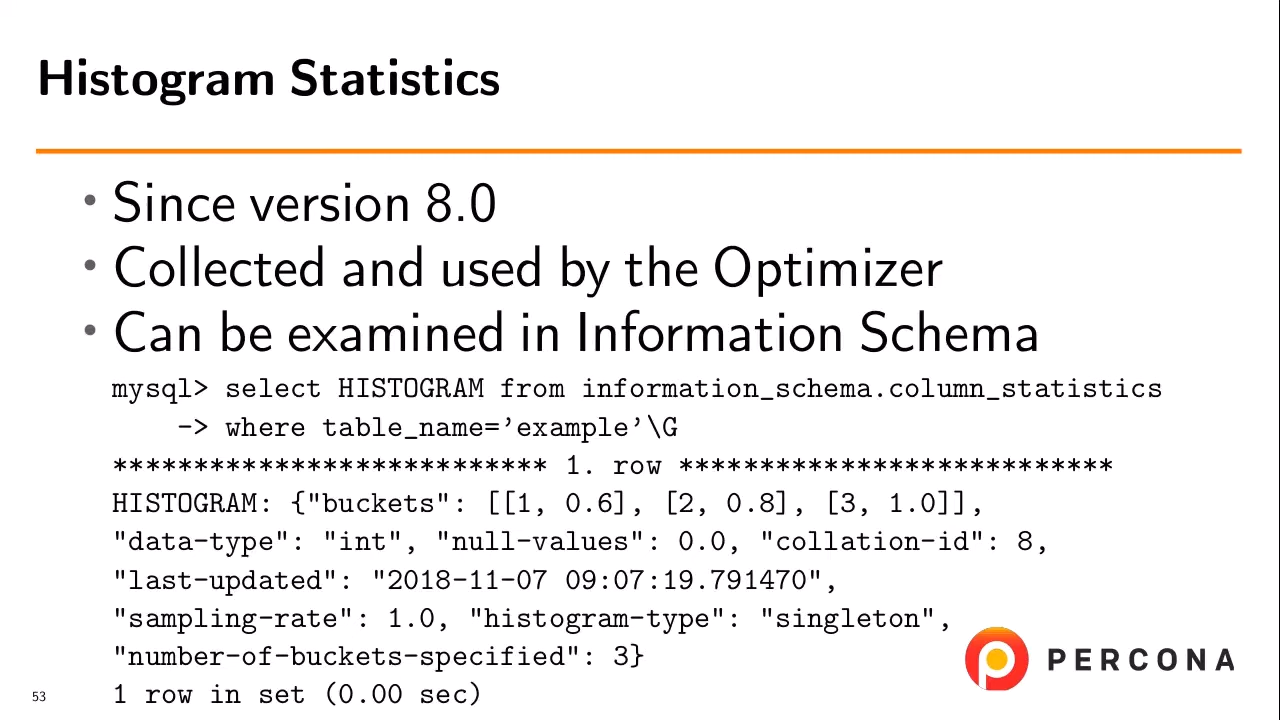 Histogram Statistics
• Since version 8.0
• Collected and used by the Optimizer
• Can be examined in Information Schema
mysql> select HISTOGRAM from information_schema.column_statistics
    -> where table_name=’example’\G
*************************** 1. row ***************************
HISTOGRAM: {"buckets": [[1, 0.6], [2, 0.8], [3, 1.0]],
"data-type": "int", "null-values": 0.0, "collation-id": 8,
"last-updated": "2018-11-07 09:07:19.791470",
"sampling-rate": 1.0, "histogram-type": "singleton",
"number-of-buckets-specified": 3}
1 row in set (0.00 sec)
PERCONA
53